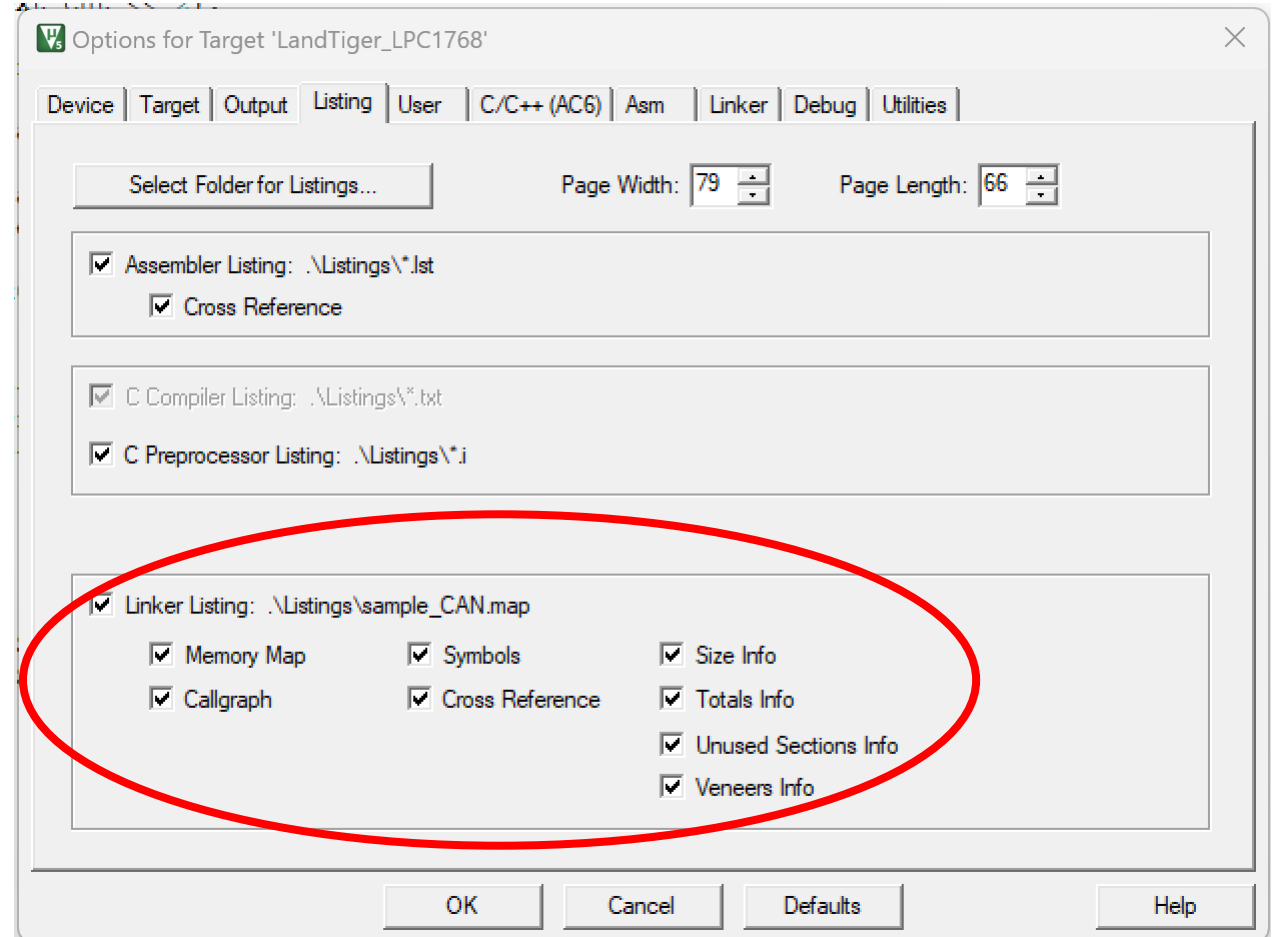 Options for Target 'LandTiger_LPC1768'
Device Target Output Listing User C/C++ (AC6) Asm Linker Debug Utilities
Select Folder for Listings... Page Width: 79 Page Length: 66
Assembler Listing: .\Listings\*.lst
Cross Reference
C Compiler Listing: .\Listings\*.txt
C Preprocessor Listing: .\Listings\*.i
Linker Listing: .\Listings\sample_CAN.map
Memory Map Symbols Size Info
Callgraph Cross Reference Totals Info
Unused Sections Info
Veneers Info
OK Cancel Defaults Help